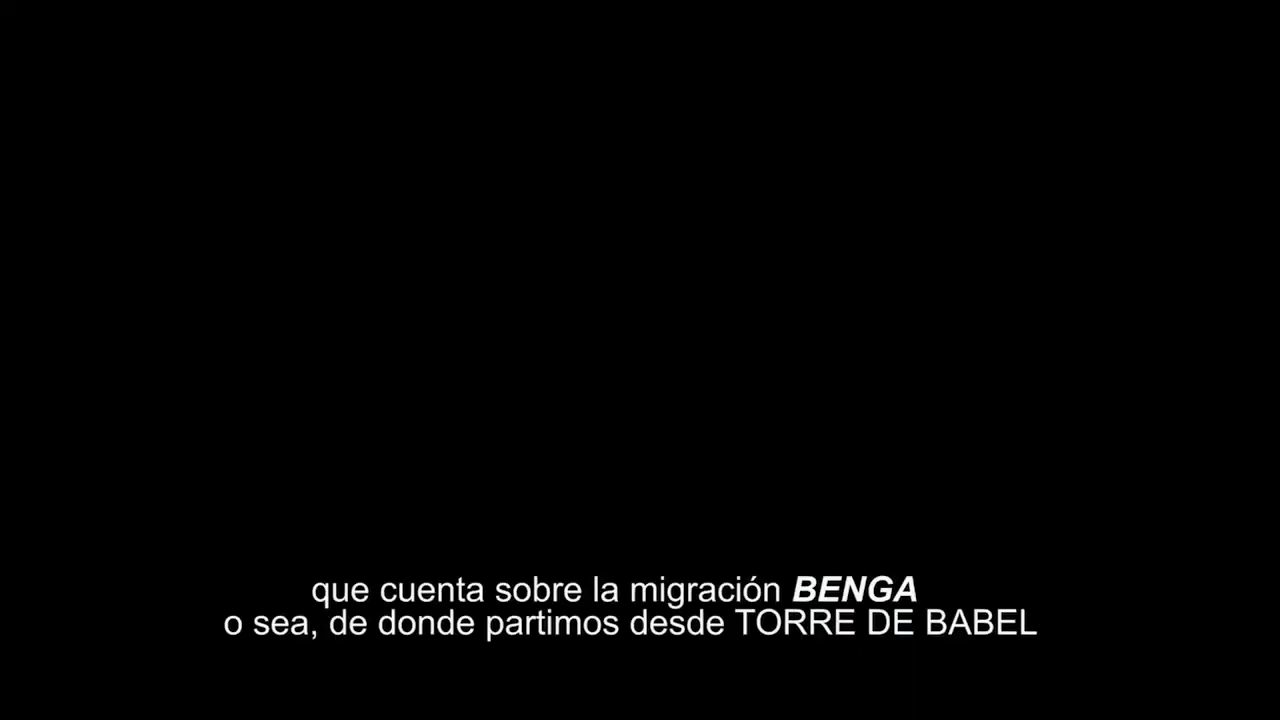 que cuenta sobre la migración BENGA
o sea, de donde partimos desde TORRE DE BABEL